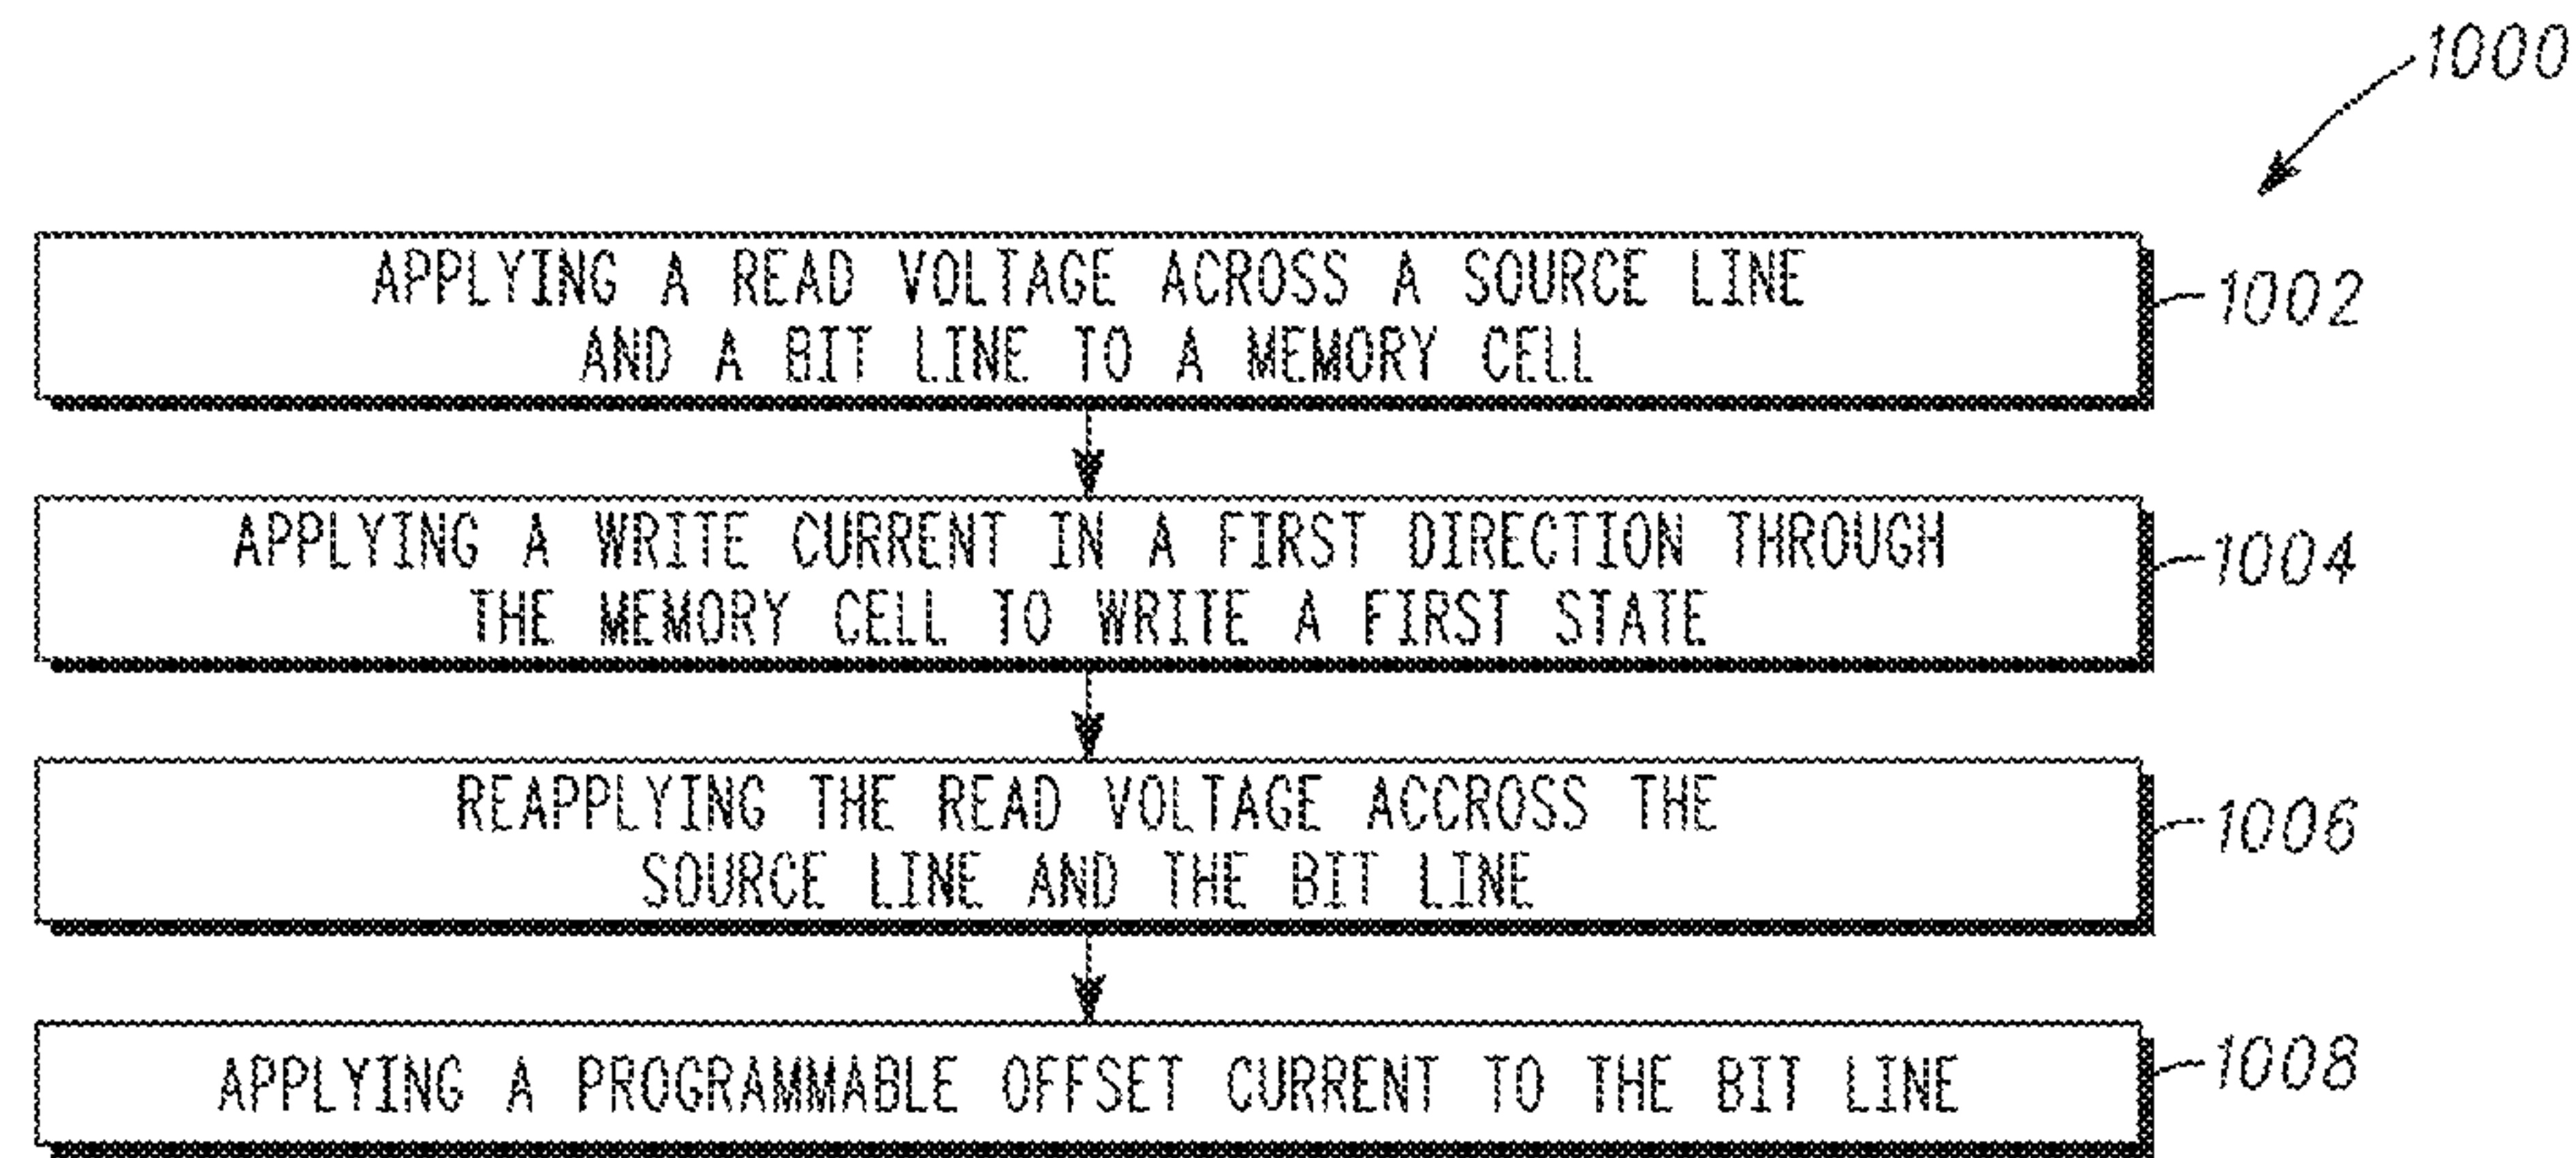 1000
APPLYING A READ VOLTAGE ACROSS A SOURCE LINE
AND A BIT LINE TO A MEMORY CELL
1002
APPLYING A WRITE CURRENT IN A FIRST DIRECTION THROUGH
THE MEMORY CELL TO WRITE A FIRST STATE
1004
REAPPLYING THE READ VOLTAGE ACCROSS THE
SOURCE LINE AND THE BIT LINE
1006
APPLYING A PROGRAMMABLE OFFSET CURRENT TO THE BIT LINE
1008